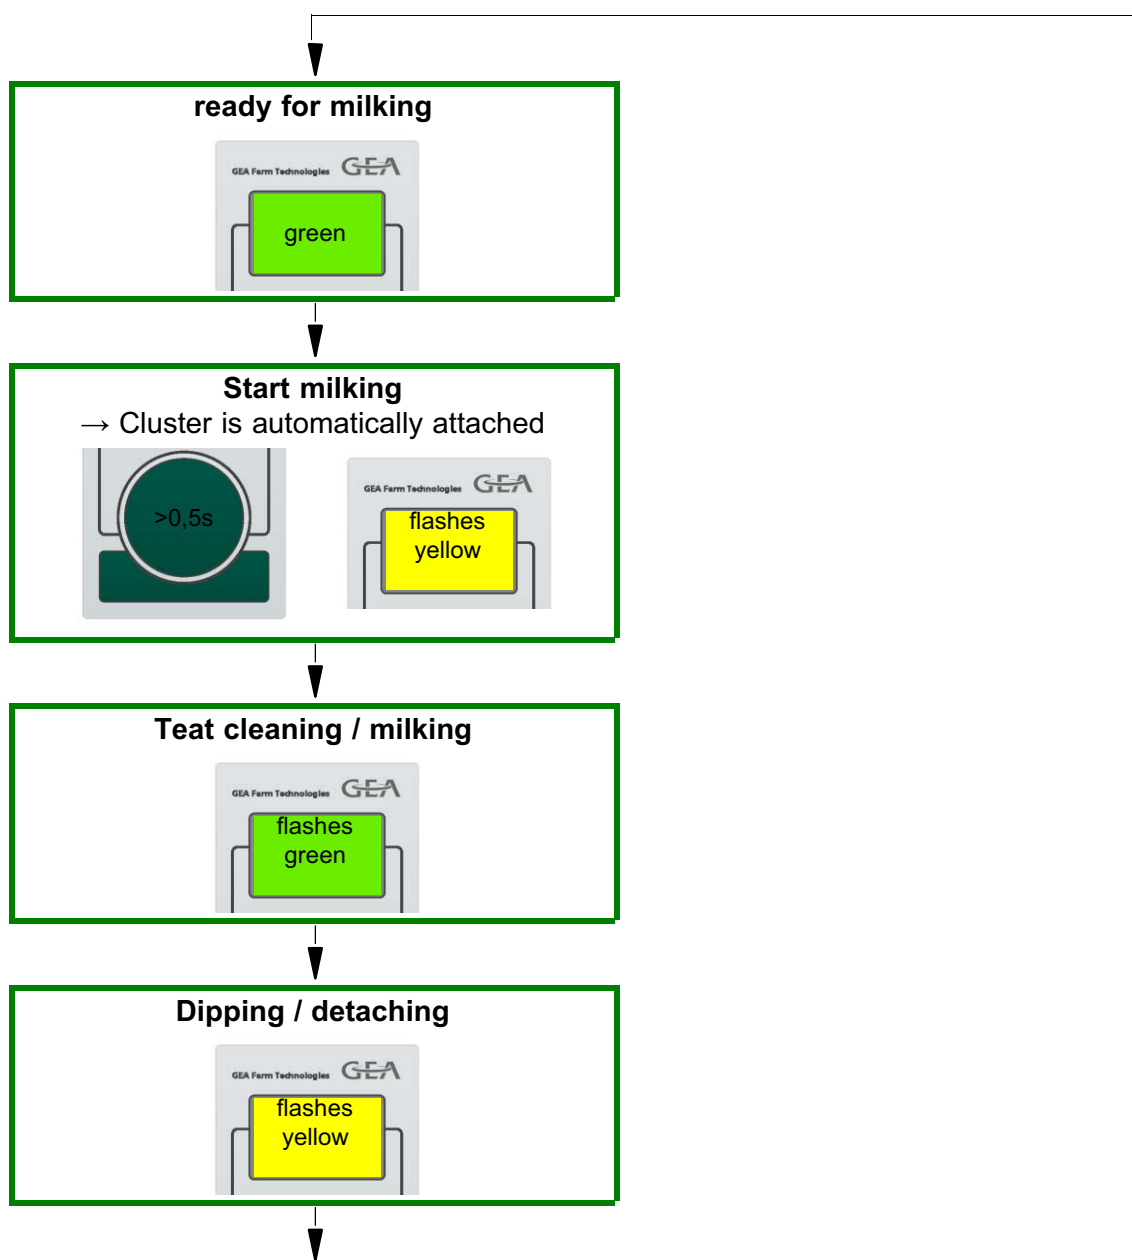 ready for milking
GEA Farm Technologies GEA
green
Start milking
→ Cluster is automatically attached
>0,5s
GEA Farm Technologies GEA
flashes
yellow
Teat cleaning / milking
GEA Farm Technologies GEA
flashes
green
Dipping / detaching
GEA Farm Technologies GEA
flashes
yellow